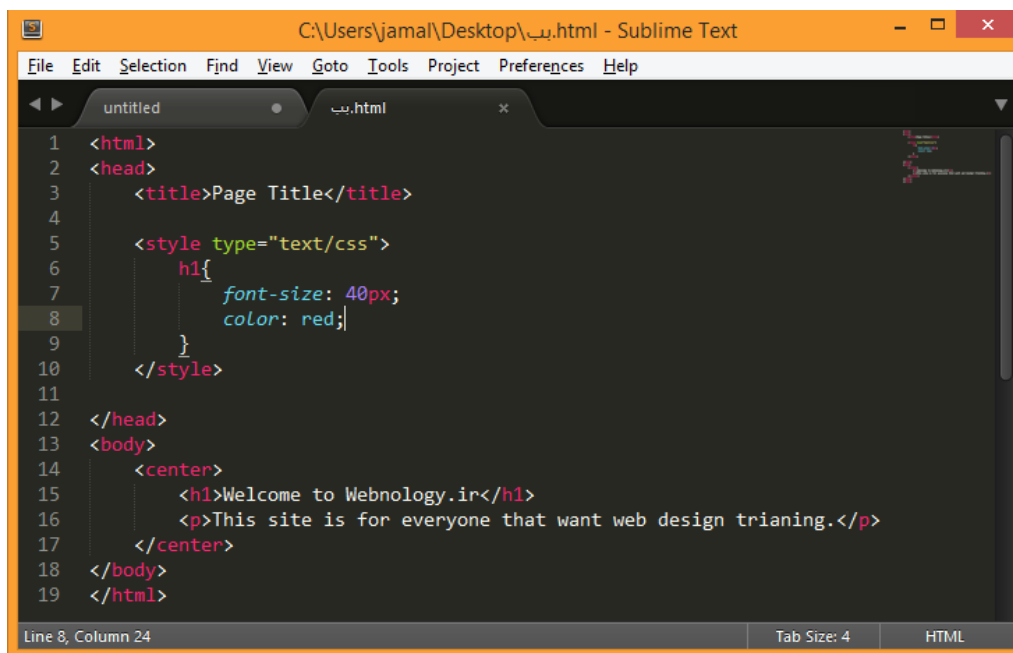 C:\Users\jamal\Desktop\بب.html - Sublime Text
File Edit Selection Find View Goto Tools Project Preferences Help
untitled بب.html
1 <html>
2 <head>
3 <title>Page Title</title>
4
5 <style type="text/css">
6 h1{
7 font-size: 40px;
8 color: red;
9 }
10 </style>
11
12 </head>
13 <body>
14 <center>
15 <h1>Welcome to Webnology.ir</h1>
16 <p>This site is for everyone that want web design trianing.</p>
17 </center>
18 </body>
19 </html>
Line 8, Column 24 Tab Size: 4 HTML